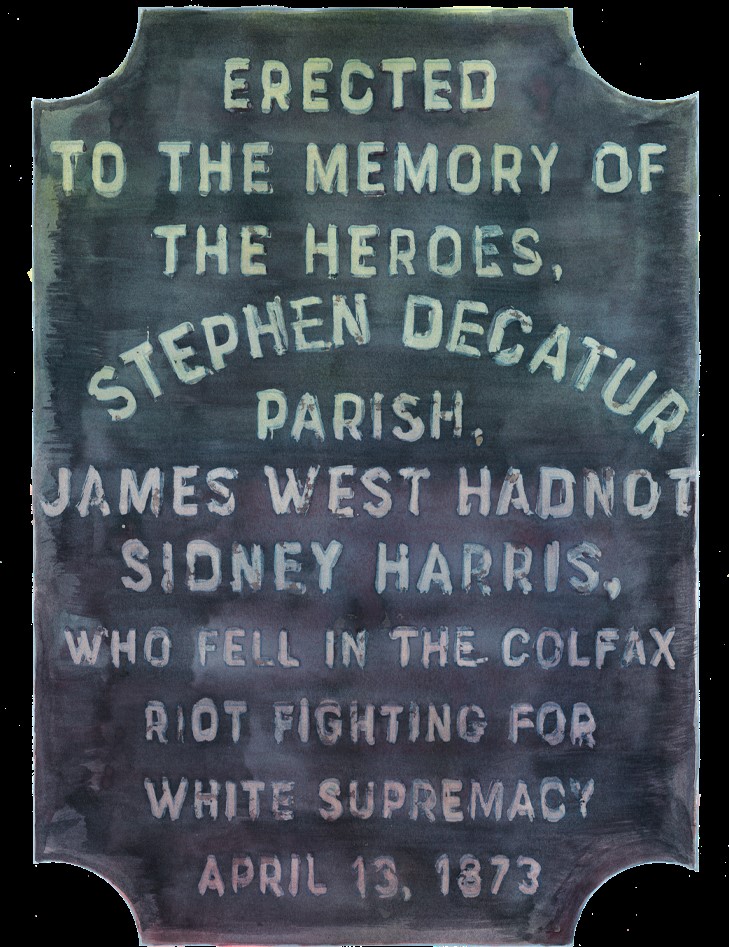 ERECTED
TO THE MEMORY OF
THE HEROES,
STEPHEN DECATUR
PARISH,
JAMES WEST HADNOT
SIDNEY HARRIS,
WHO FELL IN THE COLFAX
RIOT FIGHTING FOR
WHITE SUPREMACY
APRIL 13, 1873